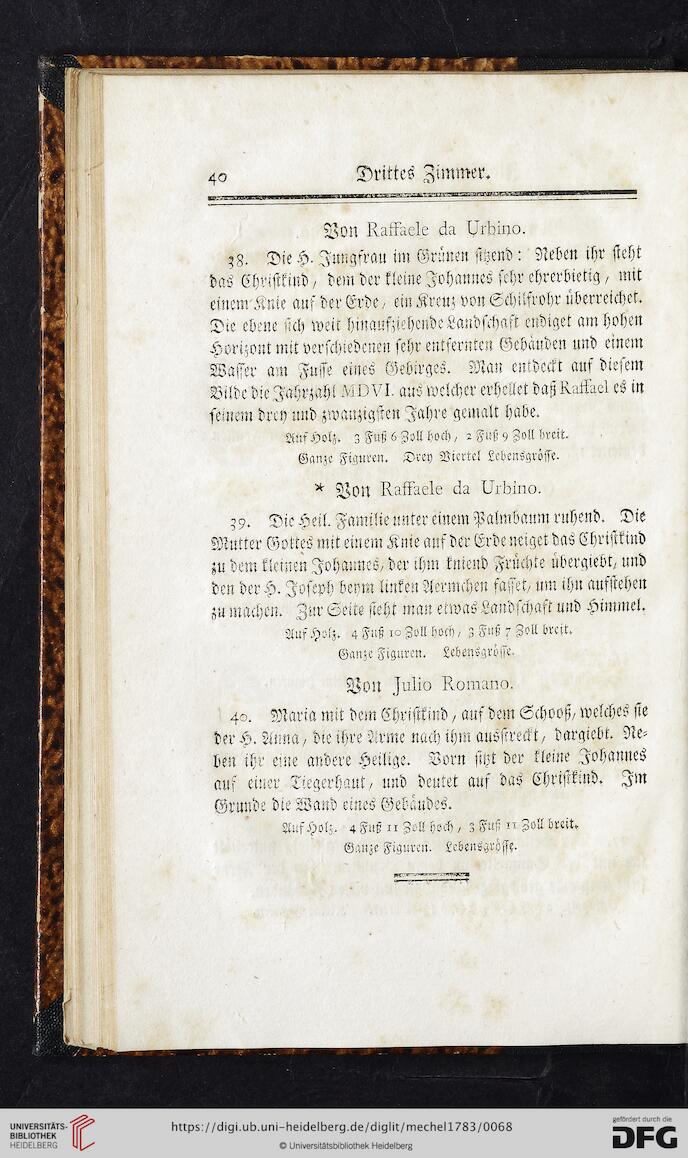 40 Drittes Zimmer.
Von Raffaele da Urbino.
38. Die H. Jungfrau im Grünen sitzend: Neben ihr steht
das Christkind, dem der kleine Johannes sehr ehrerbietig, mit
einem Knie auf der Erde, ein Kreuz von Schilfrohr überreichet.
Die ebene sich weit hinaufziehende Landschaft endiget am hohen
Horizont mit verschiedenen sehr entfernten Gebäuden und einem
Wasser am Fusse eines Gebirges. Man entdeckt auf diesem
Bilde die Jahrzahl MDVI. aus welcher erhellet daß Raffael es in
seinem drey und zwanzigsten Jahre gemalt habe.
Auf Holz. 3 Fuß 6 Zoll hoch, 2 Fuß 9 Zoll breit.
Ganze Figuren. Drey Viertel Lebensgrösse.
* Von Raffaele da Urbino.
39. Die Heil. Familie unter einem Palmbaum ruhend. Die
Mutter Gottes mit einem Knie auf der Erde neiget das Christkind
zu dem kleinen Johannes, der ihm kniend Früchte übergiebt, und
den der H. Joseph beym linken Aermchen fasset, um ihn aufstehen
zu machen. Zur Seite sieht man etwas Landschaft und Himmel.
Auf Holz. 4 Fuß 10 Zoll hoch, 3 Fuß 7 Zoll breit.
Ganze Figuren. Lebensgrösse.
Von Julio Romano.
40. Maria mit dem Christkind, auf dem Schooß, welches sie
der H. Anna, die ihre Arme nach ihm ausstreckt, dargiebt. Ne-
ben ihr eine andere Heilige. Vorn sitzt der kleine Johannes
auf einer Tiegerhaut, und deutet auf das Christkind. Im
Grunde die Wand eines Gebäudes.
Auf Holz. 4 Fuß 11 Zoll hoch, 3 Fuß 11 Zoll breit.
Ganze Figuren. Lebensgrösse.
UNIVERSITÄTS-
BIBLIOTHEK
HEIDELBERG
https://digi.ub.uni-heidelberg.de/diglit/mechel1783/0068
© Universitätsbibliothek Heidelberg
gefördert durch die
DFG